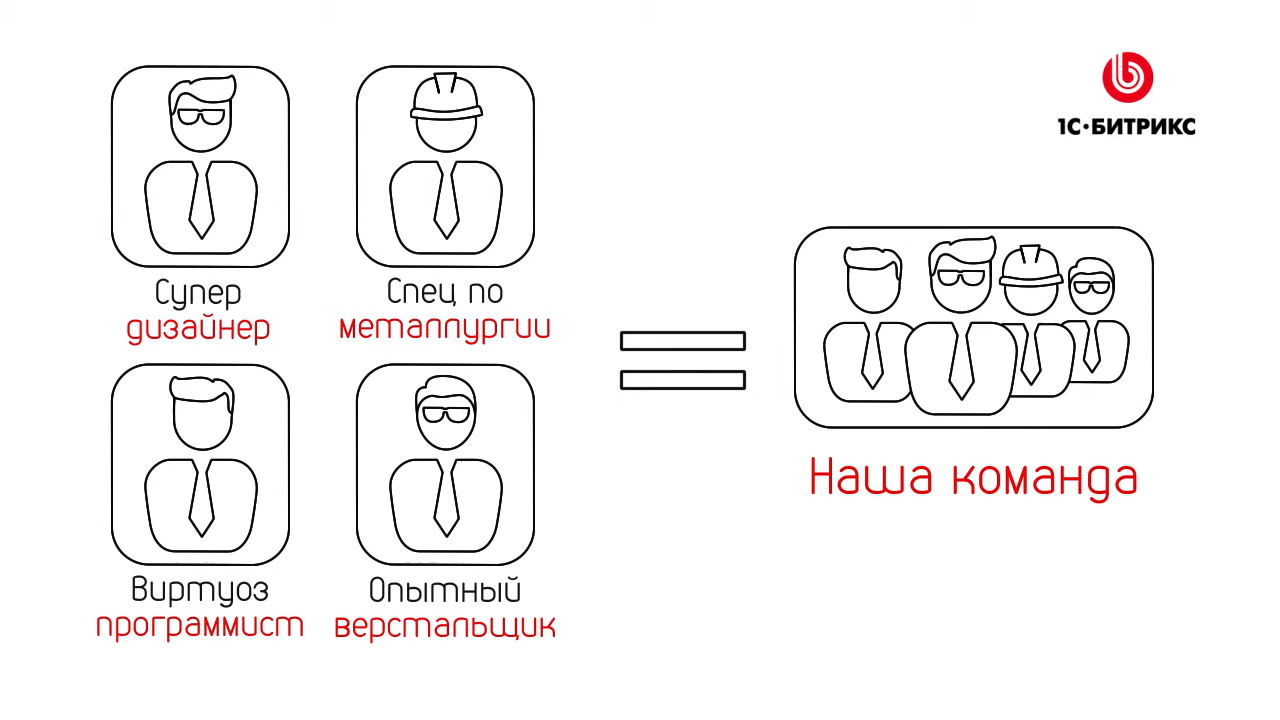 1С·БИТРИКС
Супер
дизайнер
Спец по
металлургии
Виртуоз
программист
Опытный
верстальщик
Наша команда